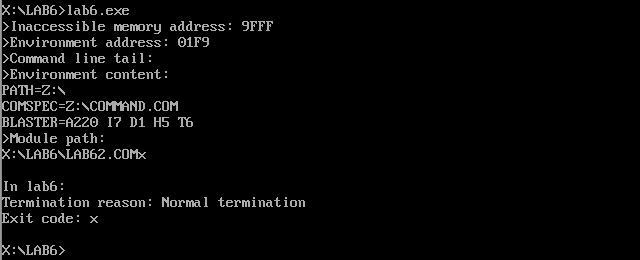 X:\LAB6>lab6.exe
>Inaccessible memory address: 9FFF
>Environment address: 01F9
>Command line tail:
>Environment content:
PATH=Z:\
COMSPEC=Z:\COMMAND.COM
BLASTER=A220 I7 D1 H5 T6
>Module path:
X:\LAB6\LAB62.COMx
In lab6:
Termination reason: Normal termination
Exit code: x
X:\LAB6>